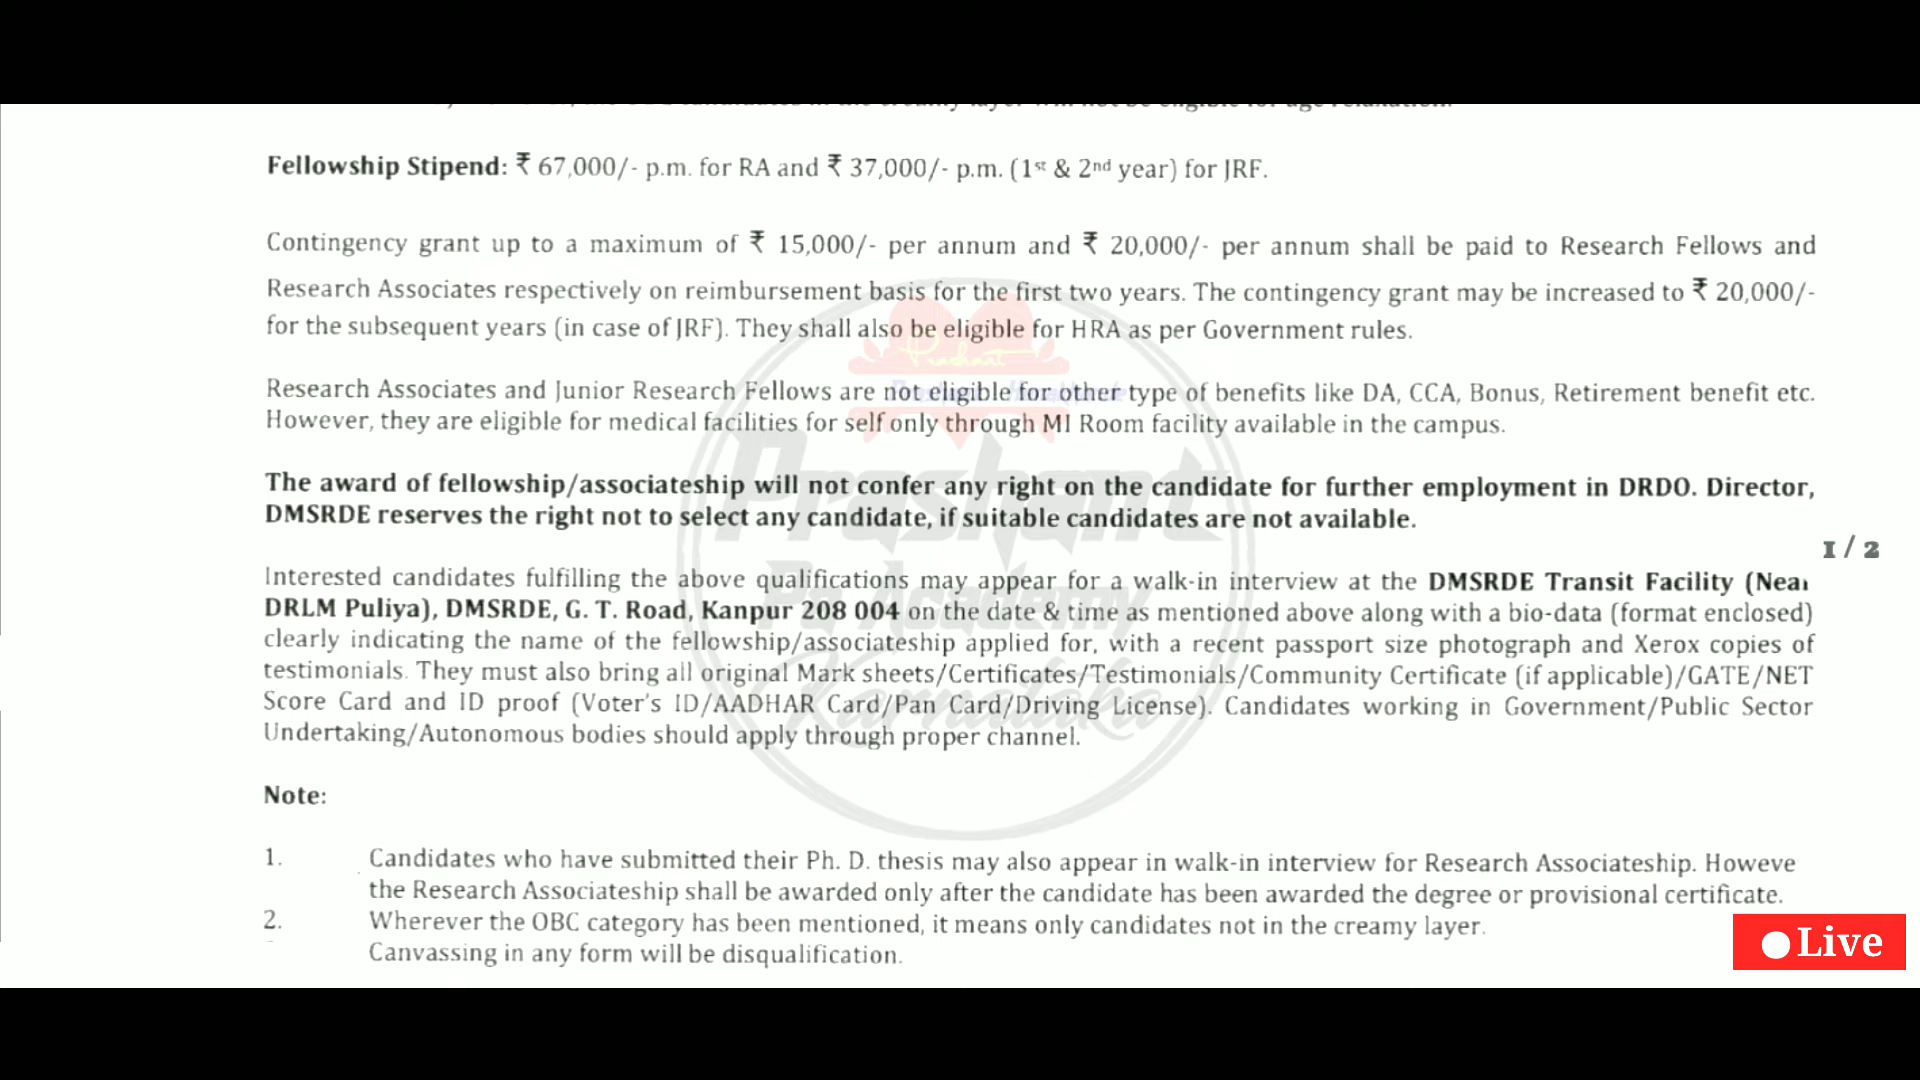 Fellowship Stipend: ₹ 67,000/- p.m. for RA and ₹ 37,000/- p.m. (1st & 2nd year) for JRF.
Contingency grant up to a maximum of ₹ 15,000/- per annum and ₹ 20,000/- per annum shall be paid to Research Fellows and
Research Associates respectively on reimbursement basis for the first two years. The contingency grant may be increased to ₹ 20,000/-
for the subsequent years (in case of JRF). They shall also be eligible for HRA as per Government rules.
Research Associates and Junior Research Fellows are not eligible for other type of benefits like DA, CCA, Bonus, Retirement benefit etc.
However, they are eligible for medical facilities for self only through MI Room facility available in the campus.
The award of fellowship/associateship will not confer any right on the candidate for further employment in DRDO. Director,
DMSRDE reserves the right not to select any candidate, if suitable candidates are not available.
1 / 2
Interested candidates fulfilling the above qualifications may appear for a walk-in interview at the DMSRDE Transit Facility (Near
DRLM Puliya), DMSRDE, G. T. Road, Kanpur 208 004 on the date & time as mentioned above along with a bio-data (format enclosed)
clearly indicating the name of the fellowship/associateship applied for, with a recent passport size photograph and Xerox copies of
testimonials. They must also bring all original Mark sheets/Certificates/Testimonials/Community Certificate (if applicable)/GATE/NET
Score Card and ID proof (Voter's ID/AADHAR Card/Pan Card/Driving License). Candidates working in Government/Public Sector
Undertaking/Autonomous bodies should apply through proper channel.
Note:
1. Candidates who have submitted their Ph. D. thesis may also appear in walk-in interview for Research Associateship. Howeve
the Research Associateship shall be awarded only after the candidate has been awarded the degree or provisional certificate.
2. Wherever the OBC category has been mentioned, it means only candidates not in the creamy layer.
Canvassing in any form will be disqualification.
Live
Prashant
Prashant
Pq Academy
Karnataka